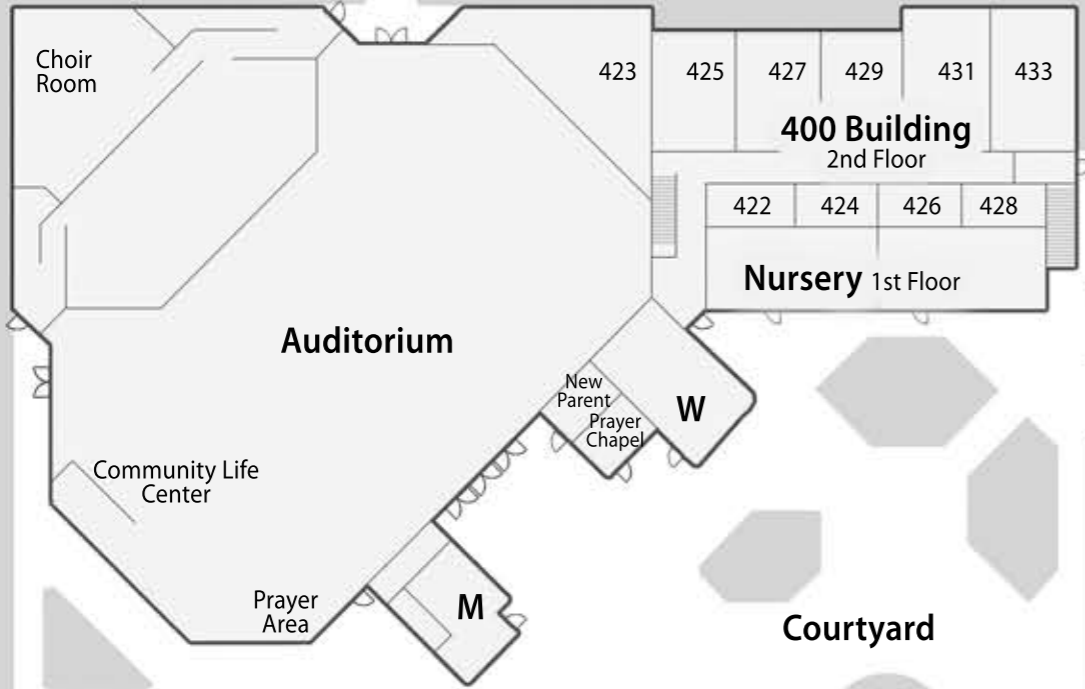 Choir
Room
423
425
427
429
431
433
400 Building
2nd Floor
422
424
426
428
Nursery 1st Floor
Auditorium
New
Parent
Prayer
Chapel
W
Community Life
Center
Prayer
Area
M
Courtyard